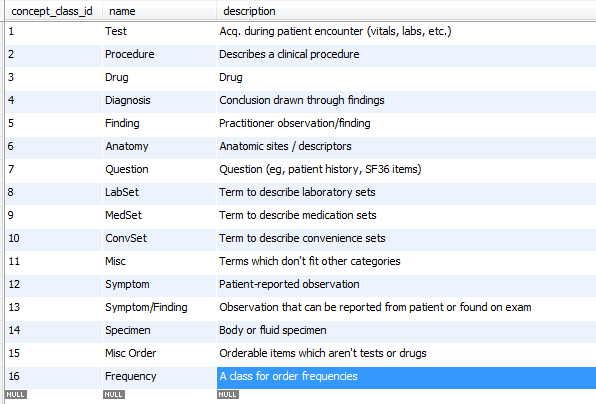 concept_class_id name description
1 Test Acq. during patient encounter (vitals, labs, etc.)
2 Procedure Describes a clinical procedure
3 Drug Drug
4 Diagnosis Conclusion drawn through findings
5 Finding Practitioner observation/finding
6 Anatomy Anatomic sites / descriptors
7 Question Question (eg, patient history, SF36 items)
8 LabSet Term to describe laboratory sets
9 MedSet Term to describe medication sets
10 ConvSet Term to describe convenience sets
11 Misc Terms which don't fit other categories
12 Symptom Patient-reported observation
13 Symptom/Finding Observation that can be reported from patient or found on exam
14 Specimen Body or fluid specimen
15 Misc Order Orderable items which aren't tests or drugs
16 Frequency A class for order frequencies
NULL NULL NULL